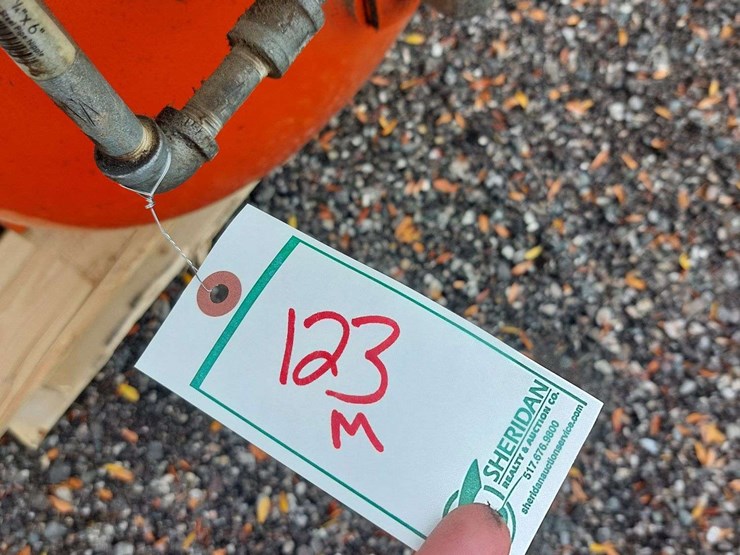 123
M
SHERIDAN
REALTY & AUCTION CO.
517.676.9800
sheridanauctionservice.com